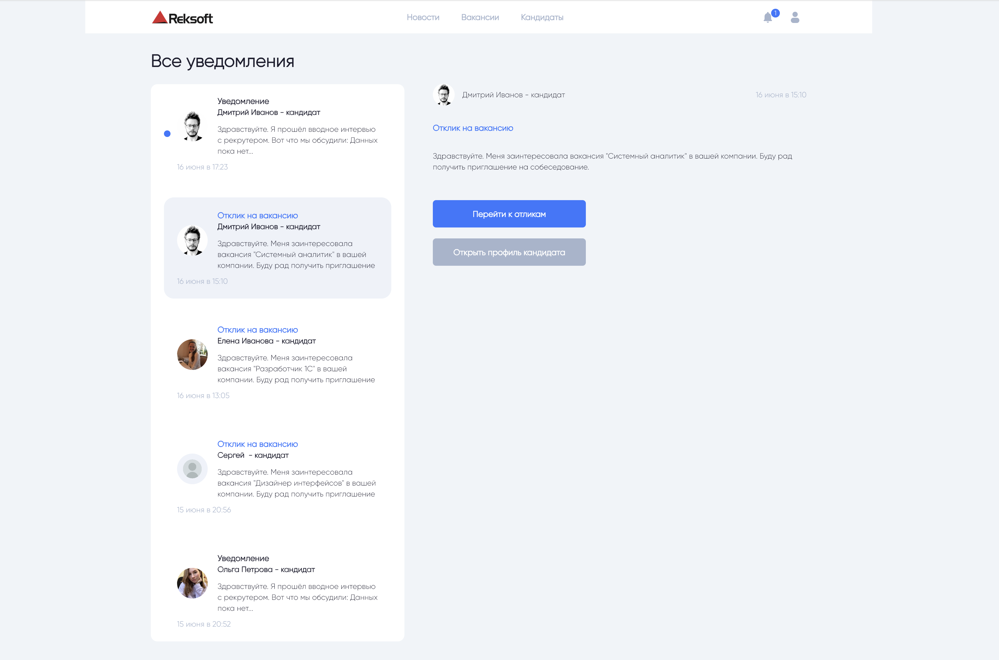 Reksoft
Новости
Вакансии
Кандидаты
1
Все уведомления
Уведомление
Дмитрий Иванов - кандидат
Здравствуйте. Я прошёл вводное интервью
с рекрутером. Вот что мы обсудили: Данных
пока нет...
16 июня в 17:23
Отклик на вакансию
Дмитрий Иванов - кандидат
Здравствуйте. Меня заинтересовала
вакансия "Системный аналитик" в вашей
компании. Буду рад получить приглашение
16 июня в 15:10
Отклик на вакансию
Елена Иванова - кандидат
Здравствуйте. Меня заинтересовала
вакансия "Разработчик 1С" в вашей
компании. Буду рад получить приглашение
16 июня в 13:05
Отклик на вакансию
Сергей  - кандидат
Здравствуйте. Меня заинтересовала
вакансия "Дизайнер интерфейсов" в вашей
компании. Буду рад получить приглашение
15 июня в 20:56
Уведомление
Ольга Петрова - кандидат
Здравствуйте. Я прошёл вводное интервью
с рекрутером. Вот что мы обсудили: Данных
пока нет...
15 июня в 20:52
Дмитрий Иванов - кандидат
16 июня в 15:10
Отклик на вакансию
Здравствуйте. Меня заинтересовала вакансия "Системный аналитик" в вашей компании. Буду рад
получить приглашение на собеседование.
Перейти к отликам
Открыть профиль кандидата